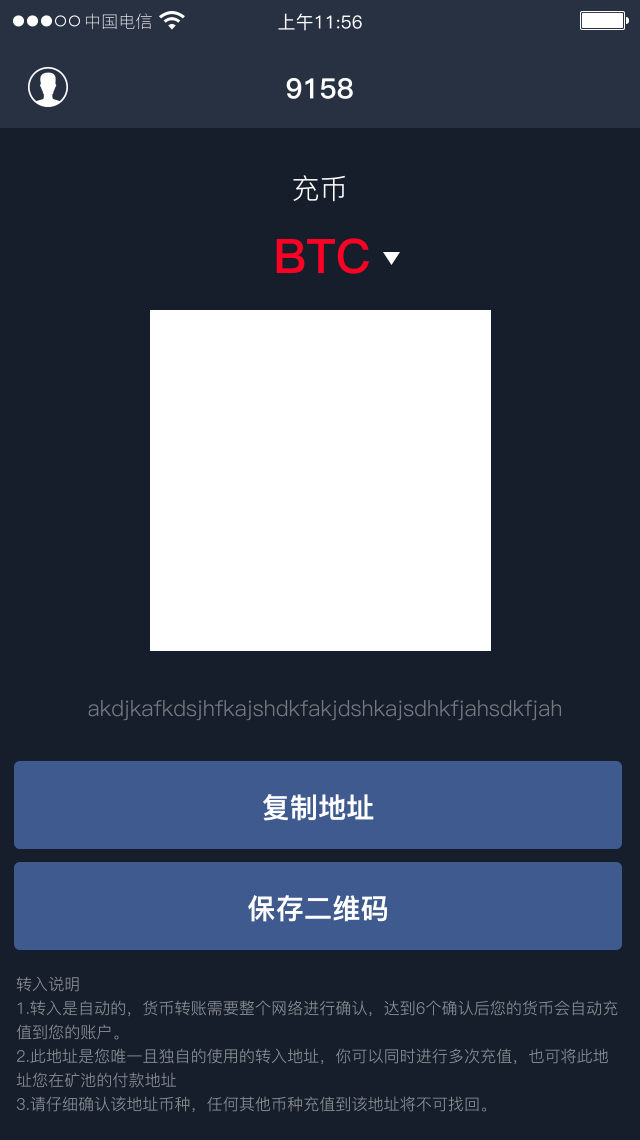 中国电信 上午11:56
9158
充币
BTC
akdjkafkdsjhfkajshdkfakjdshkajsdhkfjahsdkfjah
复制地址
保存二维码
转入说明
1.转入是自动的，货币转账需要整个网络进行确认，达到6个确认后您的货币会自动充
值到您的账户。
2.此地址是您唯一且独自的使用的转入地址，你可以同时进行多次充值，也可将此地
址您在矿池的付款地址
3.请仔细确认该地址币种，任何其他币种充值到该地址将不可找回。